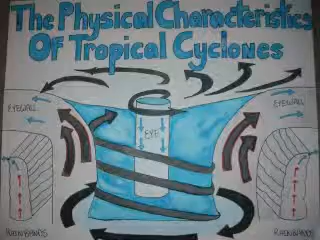 The Physical Characteristics
Of Tropical Cyclones
EYEWALL
EYEWALL
EYE
RAINBANDS
RAINBANDS